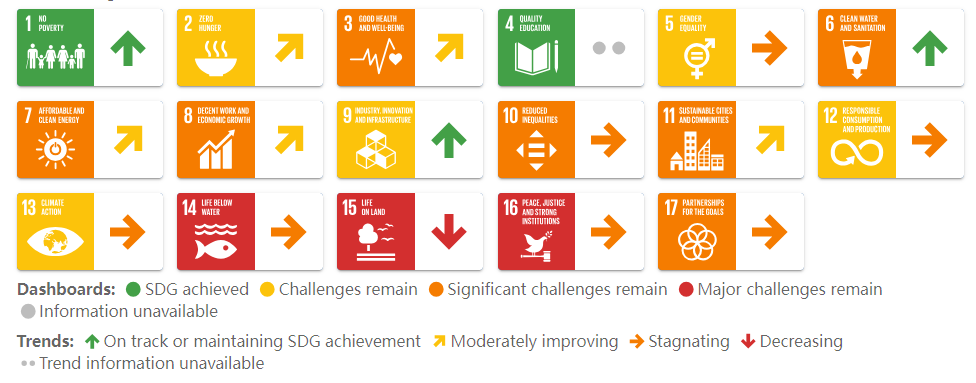 1 NO POVERTY
2 ZERO HUNGER
3 GOOD HEALTH AND WELL-BEING
4 QUALITY EDUCATION
5 GENDER EQUALITY
6 CLEAN WATER AND SANITATION
7 AFFORDABLE AND CLEAN ENERGY
8 DECENT WORK AND ECONOMIC GROWTH
9 INDUSTRY, INNOVATION AND INFRASTRUCTURE
10 REDUCED INEQUALITIES
11 SUSTAINABLE CITIES AND COMMUNITIES
12 RESPONSIBLE CONSUMPTION AND PRODUCTION
13 CLIMATE ACTION
14 LIFE BELOW WATER
15 LIFE ON LAND
16 PEACE, JUSTICE AND STRONG INSTITUTIONS
17 PARTNERSHIPS FOR THE GOALS
Dashboards: SDG achieved Challenges remain Significant challenges remain Major challenges remain
Information unavailable
Trends: On track or maintaining SDG achievement Moderately improving Stagnating Decreasing
Trend information unavailable